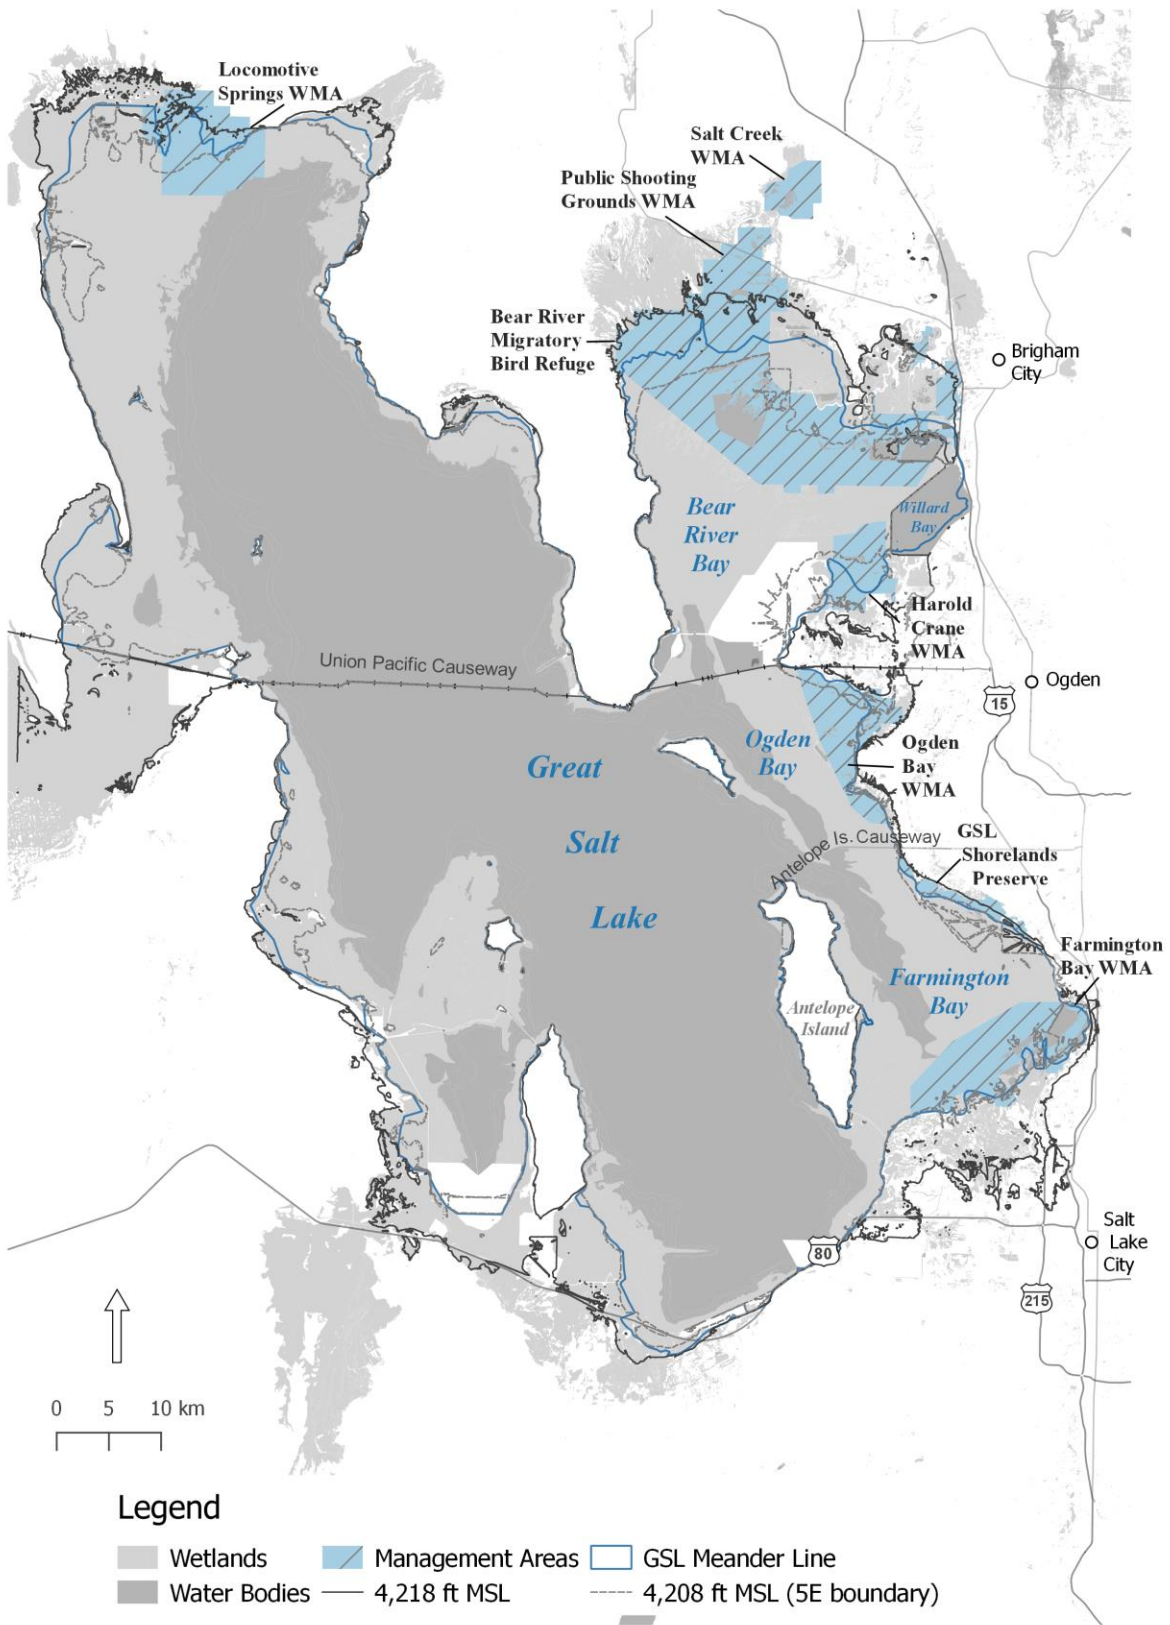 Locomotive
Springs WMA
Salt Creek
WMA
Public Shooting
Grounds WMA
Bear River
Migratory
Bird Refuge
Brigham
City
Bear
River
Bay
Willard
Bay
Harold
Crane
WMA
Union Pacific Causeway
Ogden
15
Ogden
Bay
Ogden
Bay
WMA
Great
Salt
Lake
Antelope Is. Causeway
GSL
Shorelands
Preserve
Farmington
Bay WMA
Farmington
Bay
Antelope
Island
Salt
Lake
City
80
215
0 5 10 km
Legend
Wetlands Management Areas GSL Meander Line
Water Bodies 4,218 ft MSL 4,208 ft MSL (5E boundary)